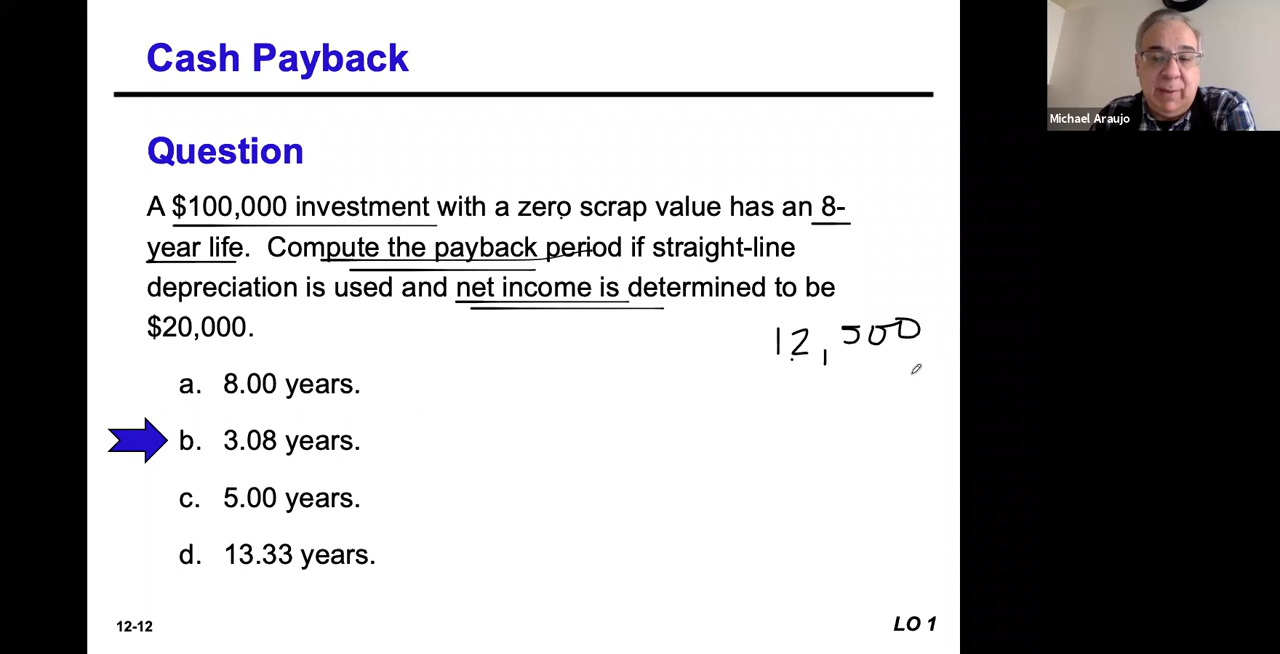 Cash Payback
Michael Araujo
Question
A $100,000 investment with a zero scrap value has an 8-
year life. Compute the payback period if straight-line
depreciation is used and net income is determined to be
$20,000.
12,500
a. 8.00 years.
b. 3.08 years.
c. 5.00 years.
d. 13.33 years.
12-12
LO 1